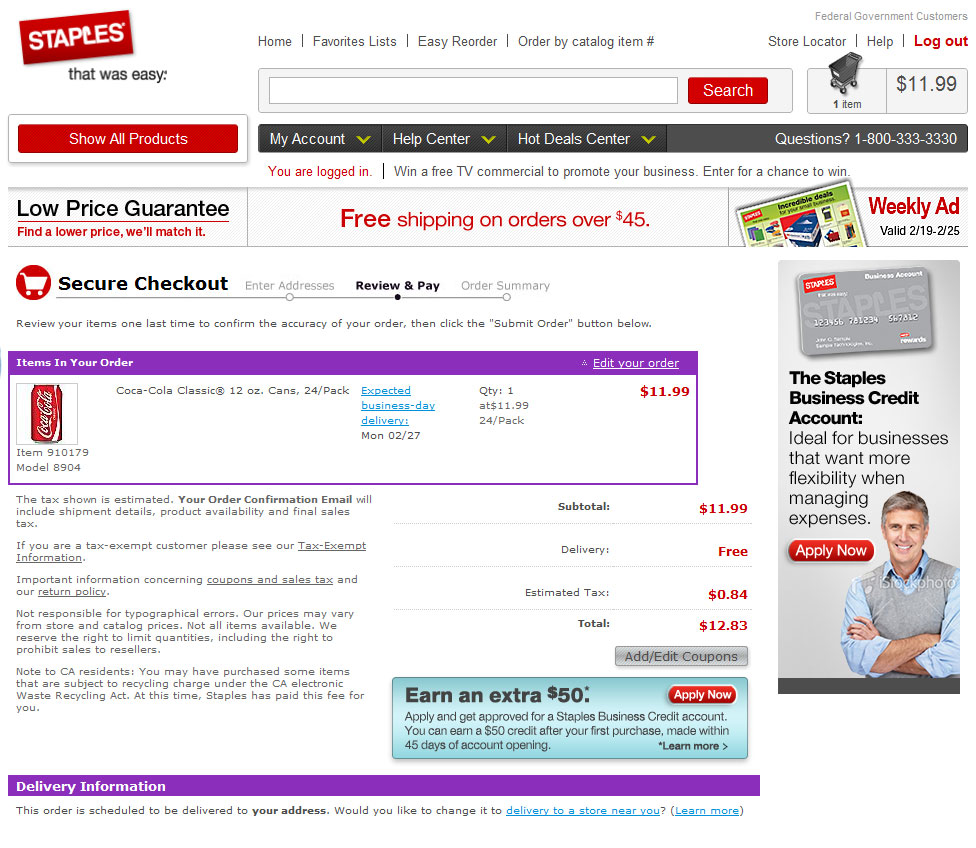 Federal Government Customers
STAPLES
that was easy.
Home | Favorites Lists | Easy Reorder | Order by catalog item #
Store Locator | Help | Log out
Search
1 item
$11.99
Show All Products
My Account
Help Center
Hot Deals Center
Questions? 1-800-333-3330
You are logged in. | Win a free TV commercial to promote your business. Enter for a chance to win.
Low Price Guarantee
Find a lower price, we'll match it.
Free shipping on orders over $45.
Incredible deals
for your small business
Weekly Ad
Valid 2/19-2/25
Secure Checkout
Enter Addresses
Review & Pay
Order Summary
Review your items one last time to confirm the accuracy of your order, then click the "Submit Order" button below.
Items In Your Order
Edit your order
Coca-Cola
Coca-Cola Classic® 12 oz. Cans, 24/Pack
Expected
business-day
delivery:
Mon 02/27
Qty: 1
at$11.99
24/Pack
$11.99
Item 910179
Model 8904
The tax shown is estimated. Your Order Confirmation Email will
include shipment details, product availability and final sales
tax.
If you are a tax-exempt customer please see our Tax-Exempt
Information.
Important information concerning coupons and sales tax and
our return policy.
Not responsible for typographical errors. Our prices may vary
from store and catalog prices. Not all items available. We
reserve the right to limit quantities, including the right to
prohibit sales to resellers.
Note to CA residents: You may have purchased some items
that are subject to recycling charge under the CA electronic
Waste Recycling Act. At this time, Staples has paid this fee for
you.
Subtotal: $11.99
Delivery: Free
Estimated Tax: $0.84
Total: $12.83
Add/Edit Coupons
Earn an extra $50.*
Apply Now
Apply and get approved for a Staples Business Credit account.
You can earn a $50 credit after your first purchase, made within
45 days of account opening.
*Learn more >
Business Account
STAPLES
that was easy.
STAPLES
123456 781234 567812
rewards
The Staples
Business Credit
Account:
Ideal for businesses
that want more
flexibility when
managing
expenses.
Apply Now
iStockphoto
Delivery Information
This order is scheduled to be delivered to your address. Would you like to change it to delivery to a store near you? (Learn more)